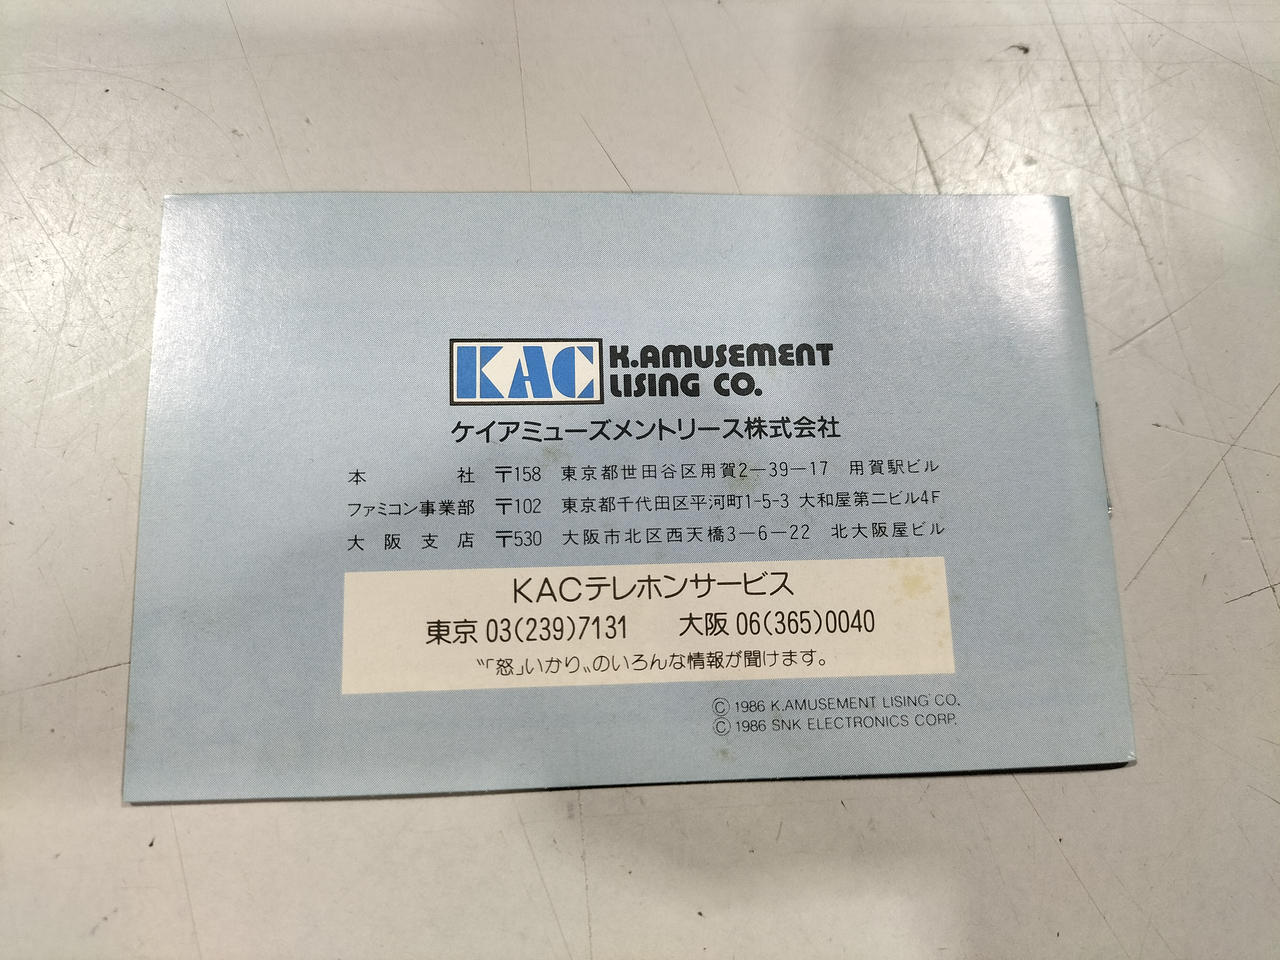 KAC K.AMUSEMENT
LISING CO.
ケイアミューズメントリース株式会社
本社 〒158 東京都世田谷区用賀2-39-17 用賀駅ビル
ファミコン事業部 〒102 東京都千代田区平河町1-5-3 大和屋第二ビル4F
大阪支店 〒530 大阪市北区西天橋3-6-22 北大阪屋ビル
KACテレホンサービス
東京 03(239)7131 大阪 06(365)0040
〝「怒」いかり〟のいろんな情報が聞けます。
Ⓒ 1986 K.AMUSEMENT LISING CO.
Ⓒ 1986 SNK ELECTRONICS CORP.